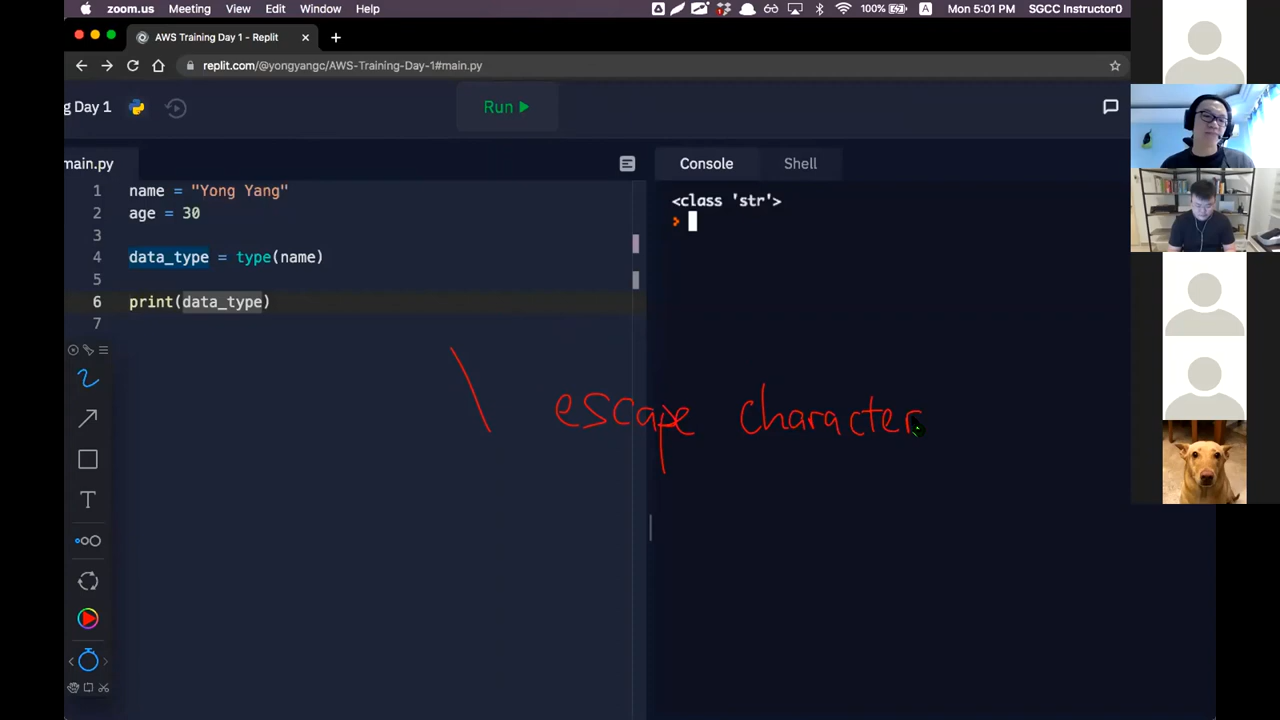 zoom.us Meeting View Edit Window Help 100% A Mon 5:01 PM SGCC Instructor0
AWS Training Day 1 - Replit × +
replit.com/@yongyangc/AWS-Training-Day-1#main.py
g Day 1 Run
main.py Console Shell
1 name = "Yong Yang"
2 age = 30
3
4 data_type = type(name)
5
6 print(data_type)
7
<class 'str'>
\ escape character
T